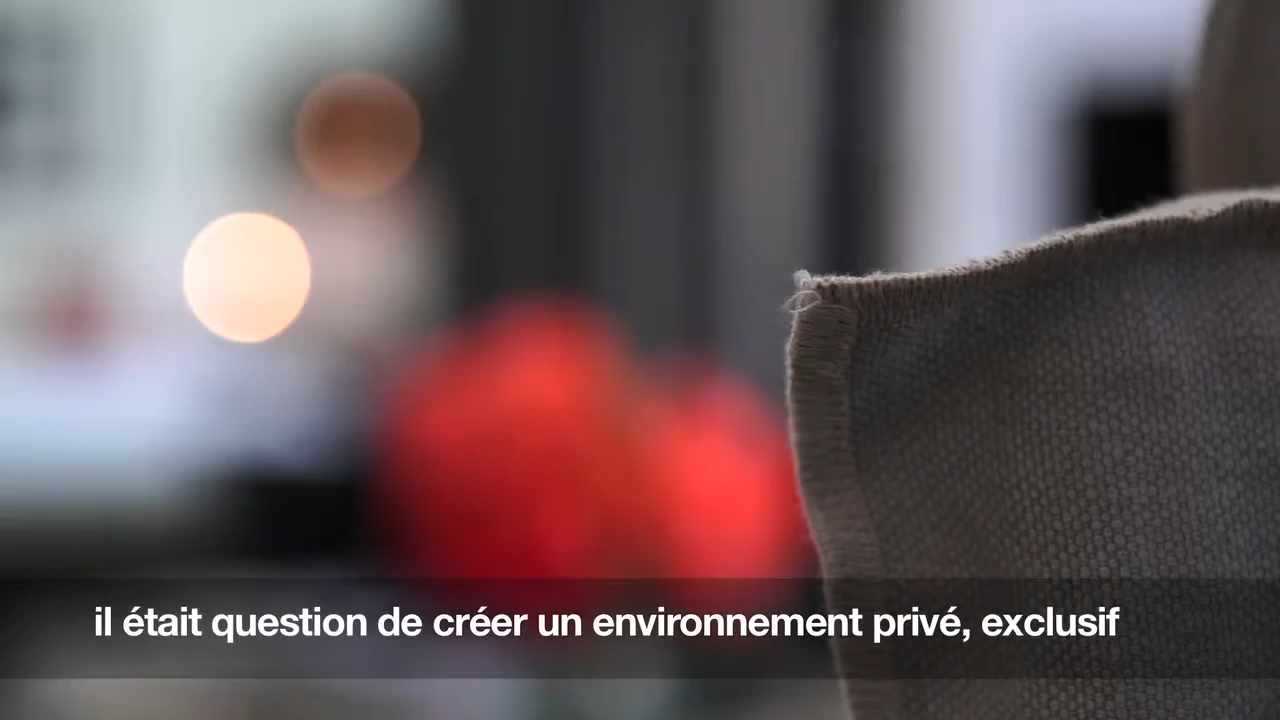 il était question de créer un environnement privé, exclusif